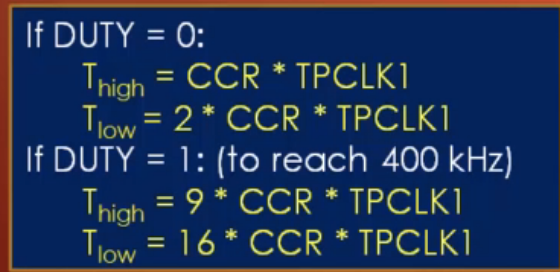 If DUTY = 0:
Thigh = CCR * TPCLK1
Tlow = 2 * CCR * TPCLK1
If DUTY = 1: (to reach 400 kHz)
Thigh = 9 * CCR * TPCLK1
Tlow = 16 * CCR * TPCLK1